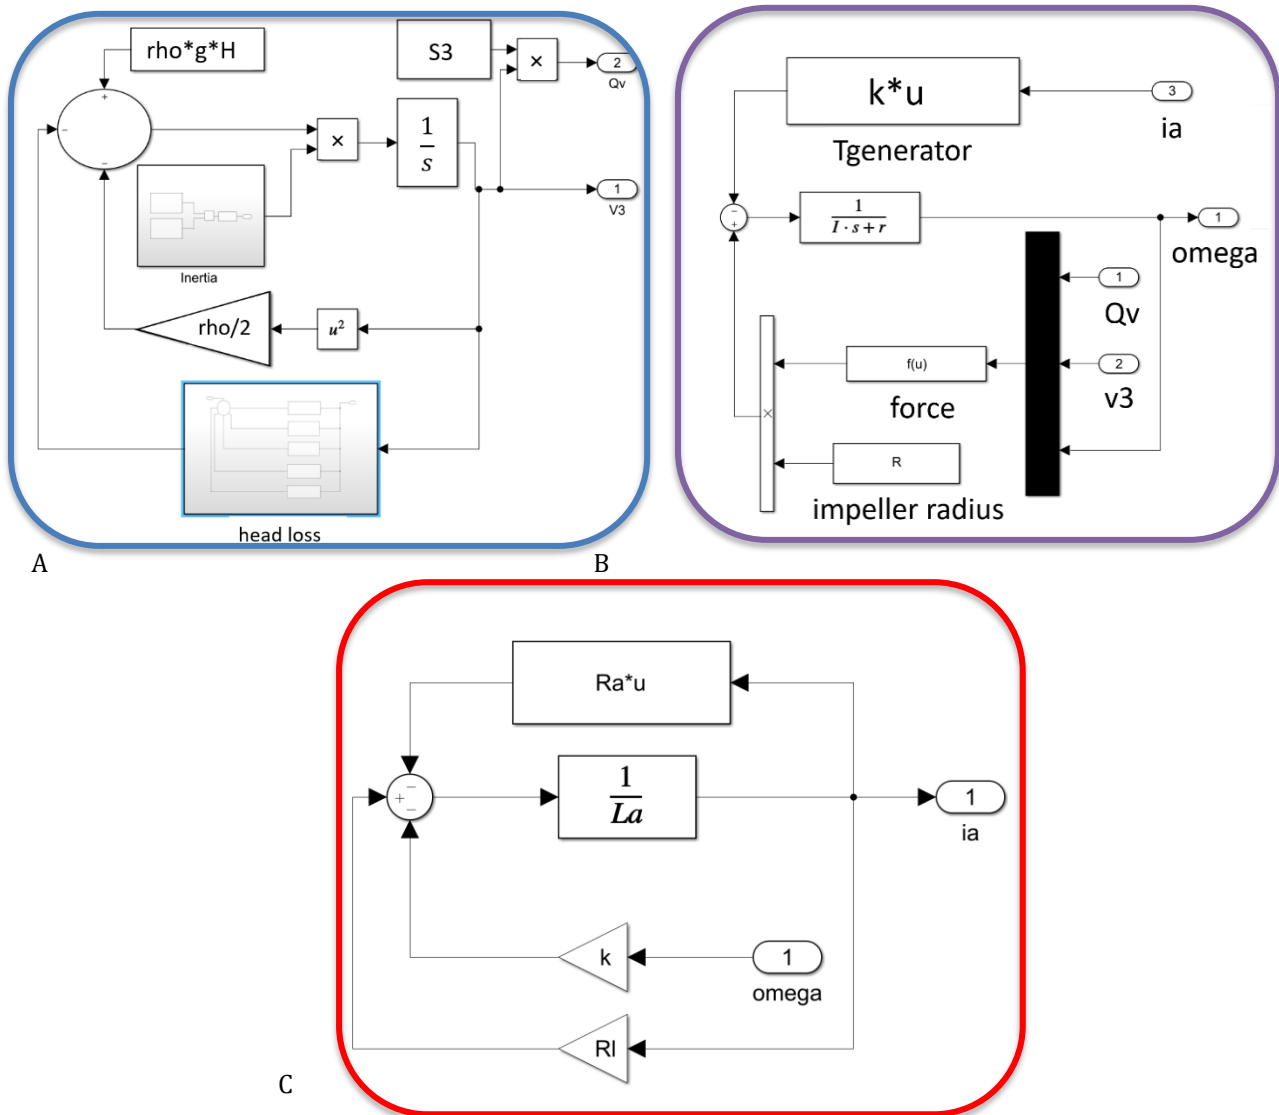 rho*g*H
S3
×
2
Qv
+
−
−
×
1
s
1
V3
Inertia
rho/2
u²
head loss
A
k*u
3
ia
Tgenerator
−
+
1
I · s + r
1
omega
1
Qv
f(u)
2
v3
force
×
R
impeller radius
B
Ra*u
−
+
−
1
La
1
ia
k
1
omega
Rl
C